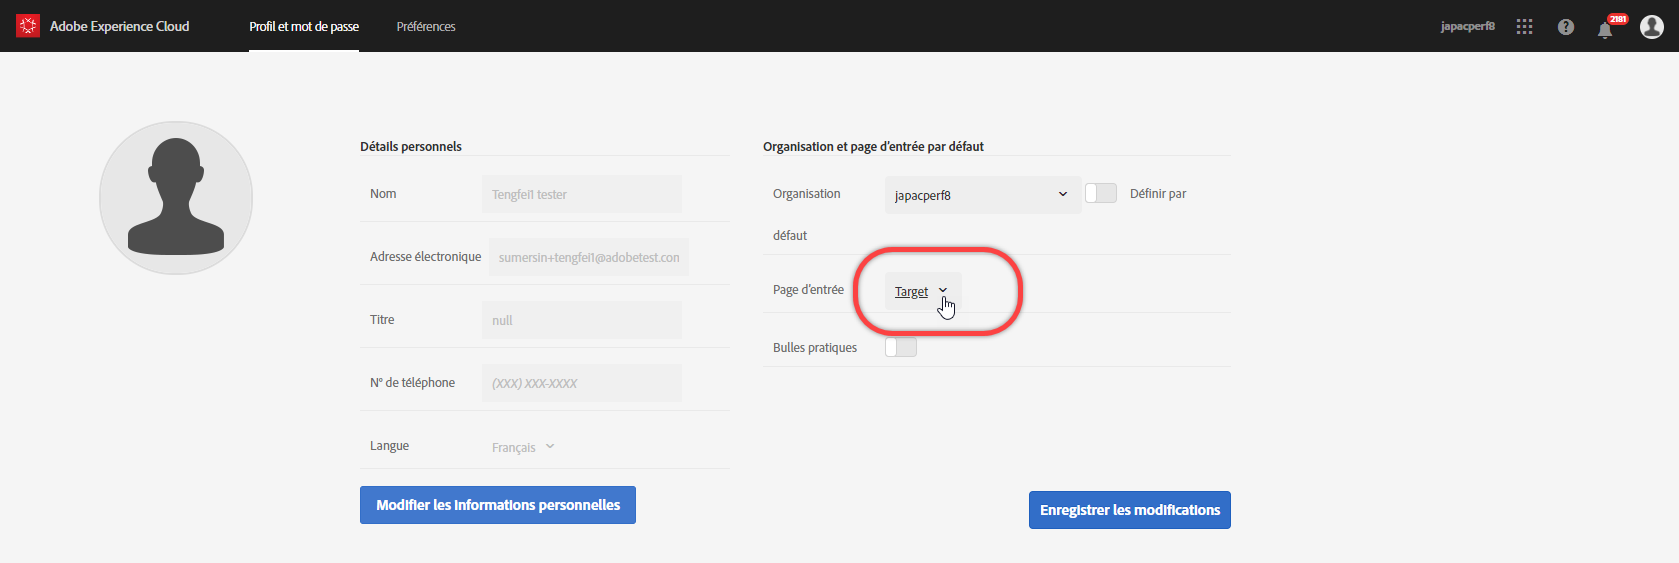 Adobe Experience Cloud
Profil et mot de passe
Préférences
japacperf8
2181
Détails personnels
Nom
Tengfei1 tester
Adresse électronique
sumersin+tengfei1@adobetest.con
Titre
null
N° de téléphone
(XXX) XXX-XXXX
Langue
Français
Modifier les informations personnelles
Organisation et page d'entrée par défaut
Organisation
japacperf8
Définir par
défaut
Page d'entrée
Target
Bulles pratiques
Enregistrer les modifications